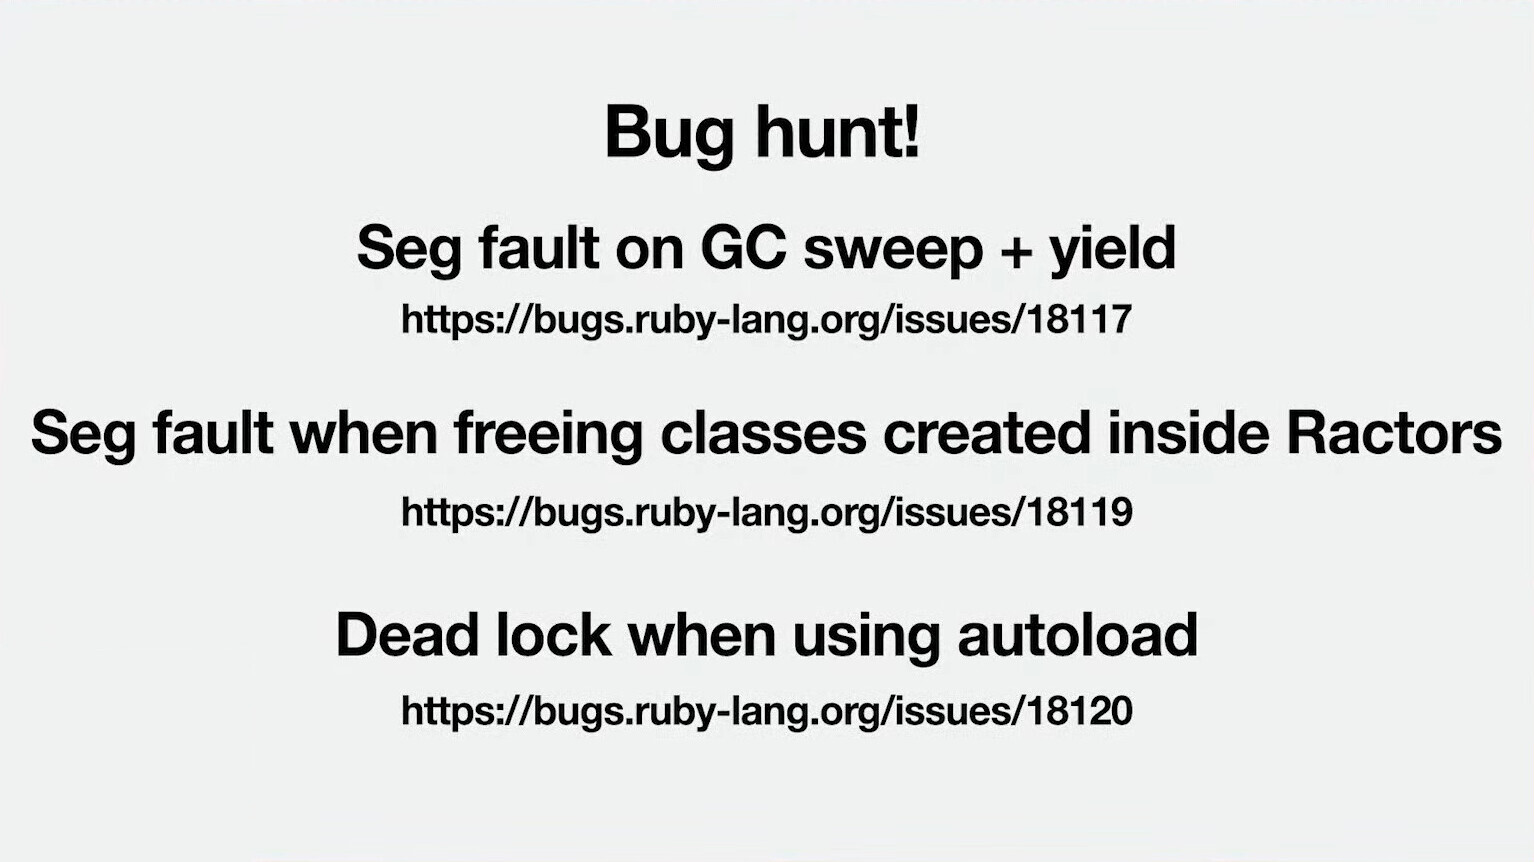 Bug hunt!
Seg fault on GC sweep + yield
https://bugs.ruby-lang.org/issues/18117
Seg fault when freeing classes created inside Ractors
https://bugs.ruby-lang.org/issues/18119
Dead lock when using autoload
https://bugs.ruby-lang.org/issues/18120